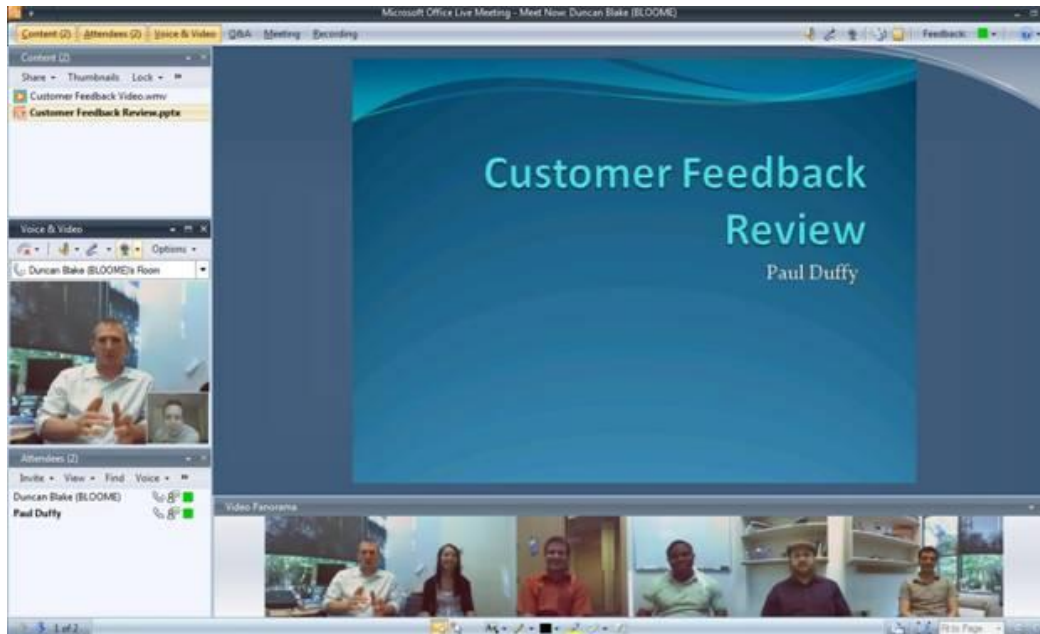 Microsoft Office Live Meeting - Meet Now: Duncan Blake (BLOOME)
Content (2) Attendees (2) Voice & Video Q&A Meeting Recording Feedback:
Content (2)
Share Thumbnails Lock
Customer Feedback Video.wmv
Customer Feedback Review.pptx
Customer Feedback
Review
Paul Duffy
Voice & Video
Options
Duncan Blake (BLOOME)'s Room
Attendees (2)
Invite View Find Voice
Duncan Blake (BLOOME)
Paul Duffy
Video Panorama
1 of 2
Fit to Page